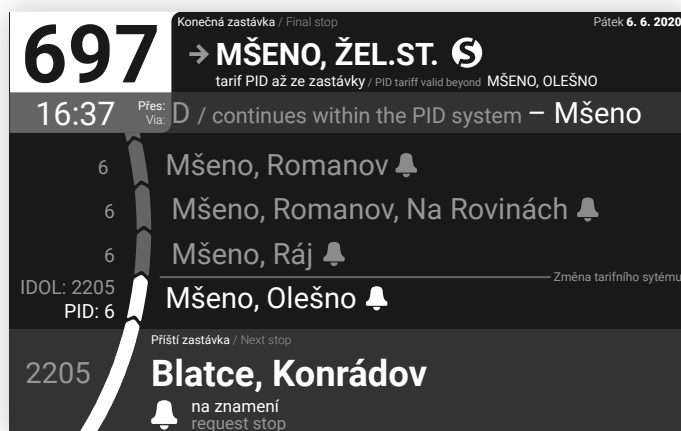 697
Konečná zastávka / Final stop
Pátek 6. 6. 2020
→ MŠENO, ŽEL.ST. S
tarif PID až ze zastávky / PID tariff valid beyond MŠENO, OLEŠNO
16:37
Přes:
Via:
D / continues within the PID system – Mšeno
6 Mšeno, Romanov
6 Mšeno, Romanov, Na Rovinách
6 Mšeno, Ráj
Změna tarifního sytému
IDOL: 2205
PID: 6
Mšeno, Olešno
Příští zastávka / Next stop
2205 Blatce, Konrádov
na znamení
request stop